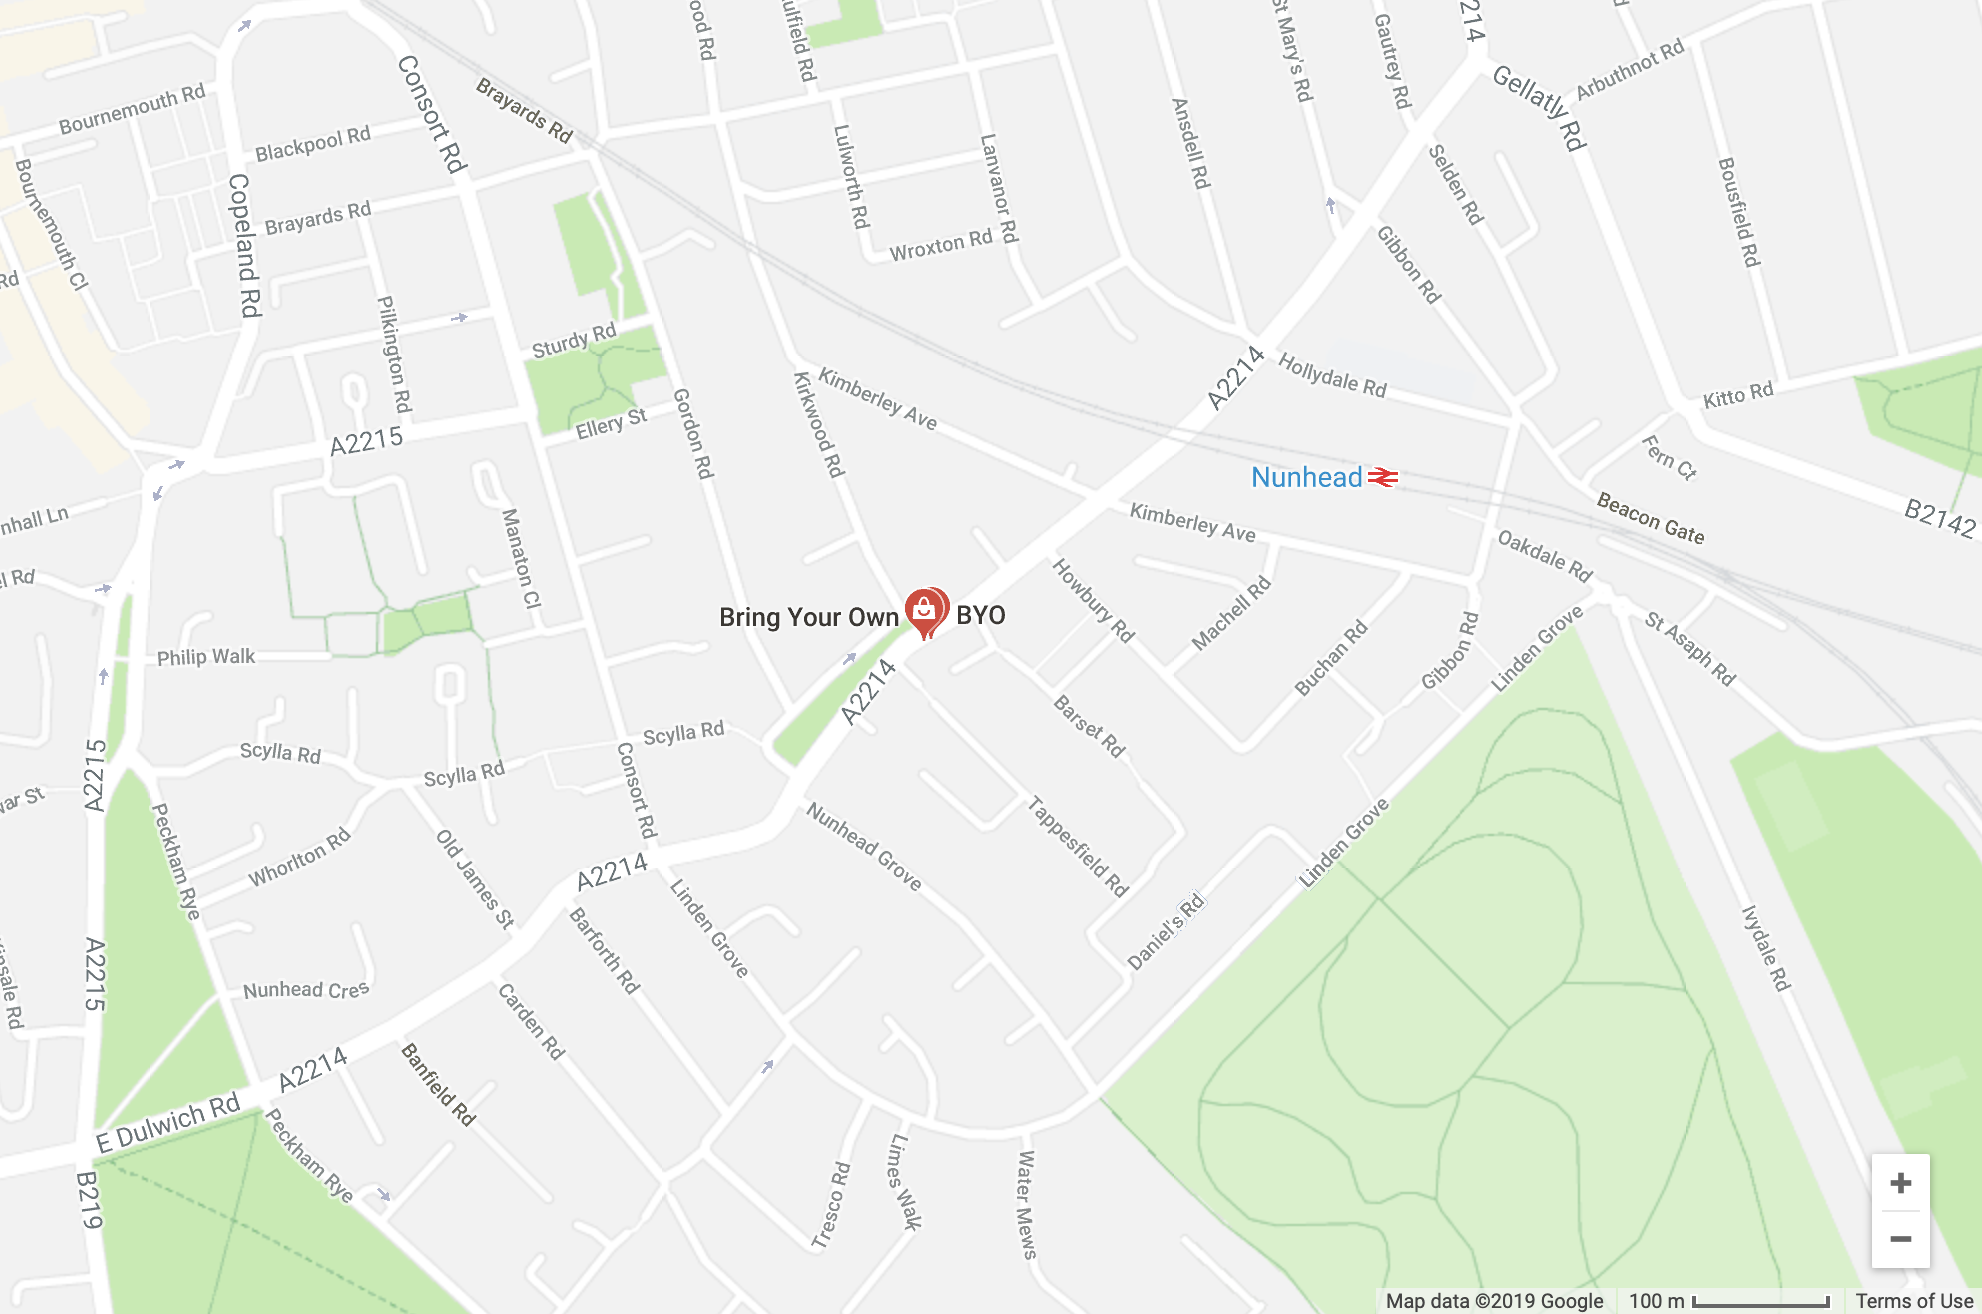 A2214
St Mary's Rd
Gautrey Rd
Gellatly Rd
Arbuthnot Rd
Consort Rd
Brayards Rd
Bournemouth Rd
Blackpool Rd
Lulworth Rd
Lanvanor Rd
Ansdell Rd
Selden Rd
Bousfield Rd
Bournemouth Cl
Copeland Rd
Brayards Rd
Wroxton Rd
Gibbon Rd
Rd
Pilkington Rd
Sturdy Rd
A2214
Hollydale Rd
Kitto Rd
Kimberley Ave
Kirkwood Rd
Gordon Rd
Ellery St
A2215
Fern Ct
Nunhead
Beacon Gate
B2142
Kimberley Ave
Manaton Cl
Oakdale Rd
Howbury Rd
Machell Rd
Bring Your Own
BYO
Buchan Rd
Gibbon Rd
Linden Grove
St Asaph Rd
Philip Walk
A2214
Barset Rd
Scylla Rd
Scylla Rd
Scylla Rd
A2215
Consort Rd
Peckham Rye
Whorlton Rd
Old James St
Nunhead Grove
Tappesfield Rd
Linden Grove
A2214
Linden Grove
Barforth Rd
Daniel's Rd
Ivydale Rd
A2215
Nunhead Cres
Carden Rd
Banfield Rd
A2214
E Dulwich Rd
Peckham Rye
B219
Tresco Rd
Limes Walk
Water Mews
+
−
Map data ©2019 Google 100 m Terms of Use